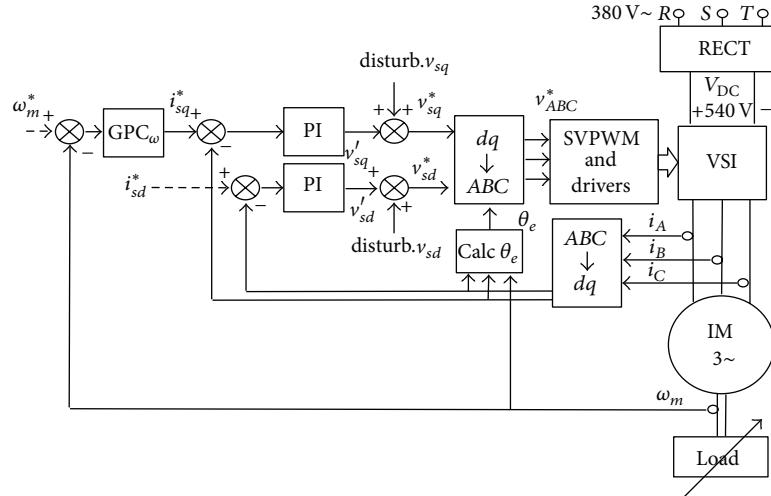 380 V~ R S T
RECT
V_DC
+540 V −
disturb.v_sq
ω*_m + −
GPC_ω
i*_sq + −
PI
v′_sq + +
v*_sq
dq
↓
ABC
v*_ABC
SVPWM
and
drivers
VSI
i*_sd + −
PI
v′_sd + +
v*_sd
disturb.v_sd
θ_e
Calc θ_e
ABC
↓
dq
i_A
i_B
i_C
IM
3~
ω_m
Load